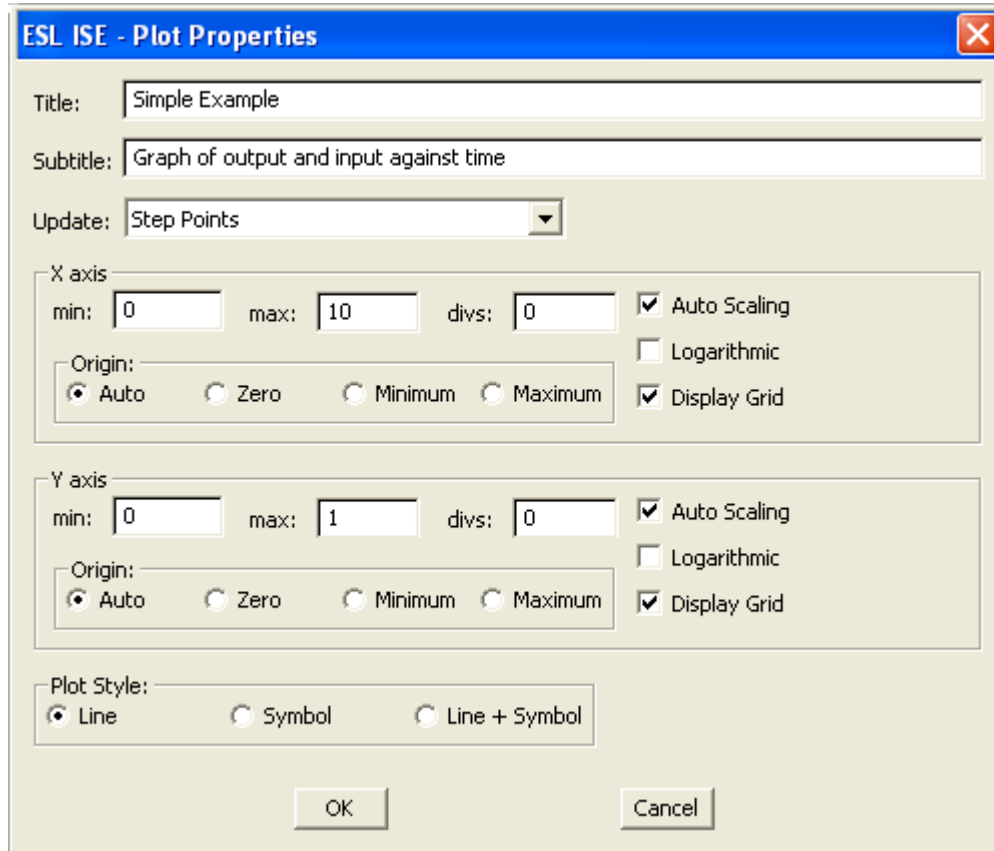 ESL ISE - Plot Properties
Title: Simple Example
Subtitle: Graph of output and input against time
Update: Step Points
X axis
min: 0 max: 10 divs: 0 Auto Scaling
Logarithmic
Origin:
Auto Zero Minimum Maximum Display Grid
Y axis
min: 0 max: 1 divs: 0 Auto Scaling
Logarithmic
Origin:
Auto Zero Minimum Maximum Display Grid
Plot Style:
Line Symbol Line + Symbol
OK Cancel